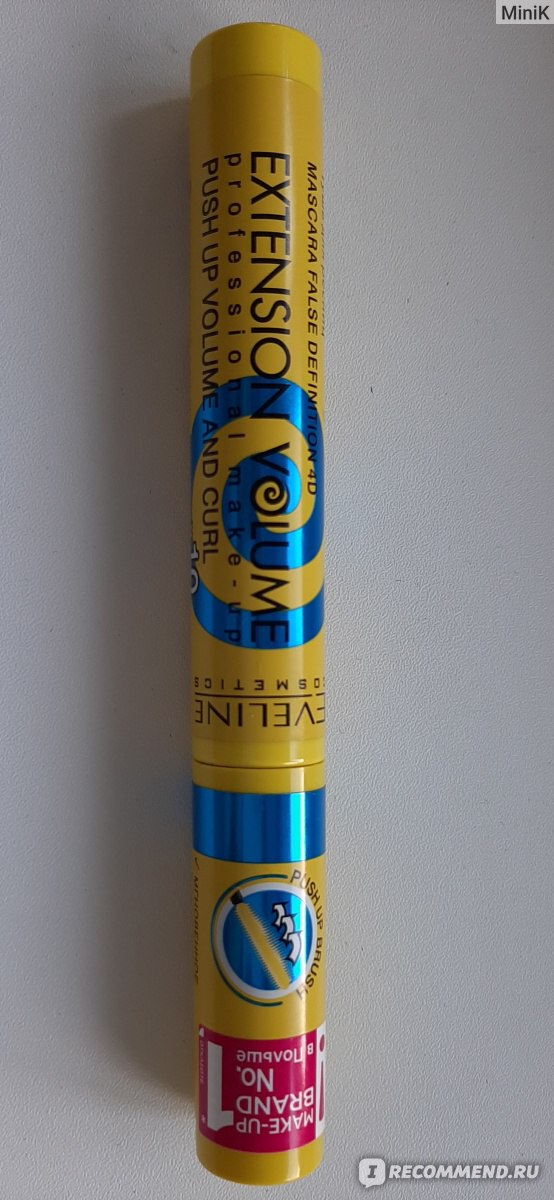 MiniK
MASCARA FALSE DEFINITION 4D
EXTENSION VOLUME
professional make-up
PUSH UP VOLUME AND CURL
EVELINE
COSMETICS
PUSH UP BRUSH
MAKE-UP
BRAND
No.
1
в Польше
I RECOMMEND.RU